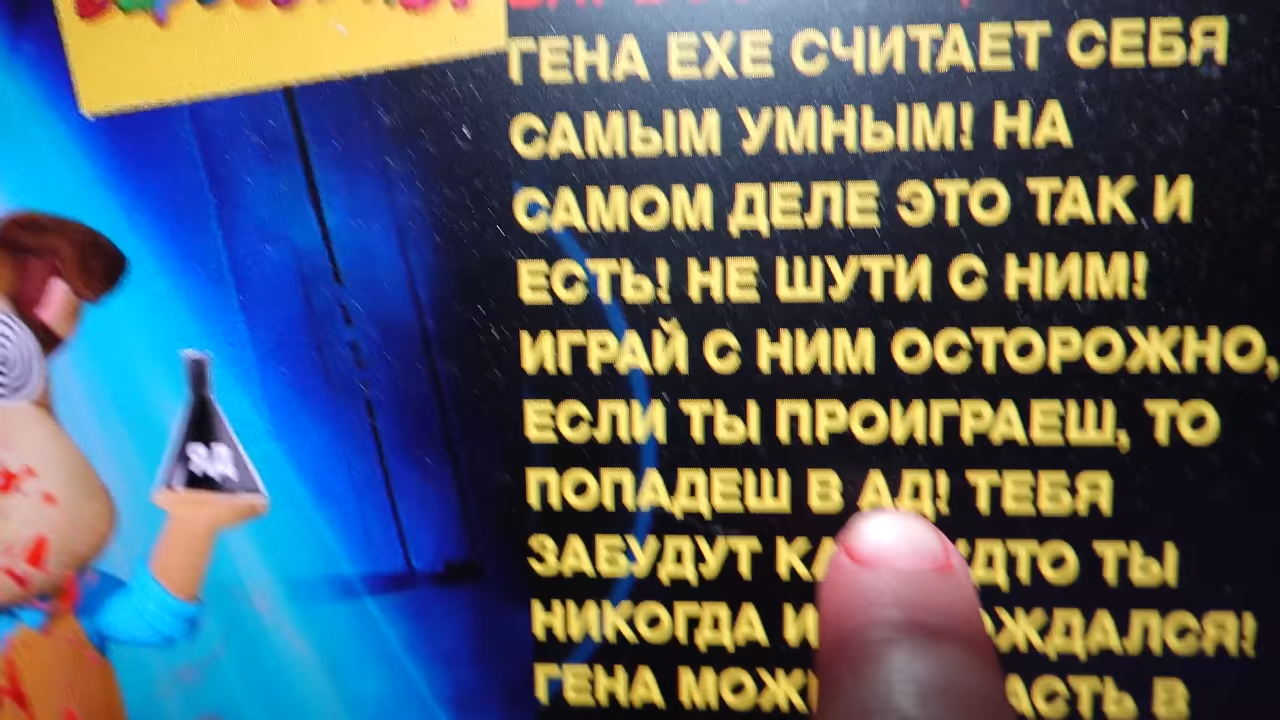 ГЕНА ЕХЕ СЧИТАЕТ СЕБЯ
САМЫМ УМНЫМ! НА
САМОМ ДЕЛЕ ЭТО ТАК И
ЕСТЬ! НЕ ШУТИ С НИМ!
ИГРАЙ С НИМ ОСТОРОЖНО,
ЕСЛИ ТЫ ПРОИГРАЕШ, ТО
ПОПАДЕШ В АД! ТЕБЯ
ЗАБУДУТ ТЫ
НИКОГДА
ГЕНА В